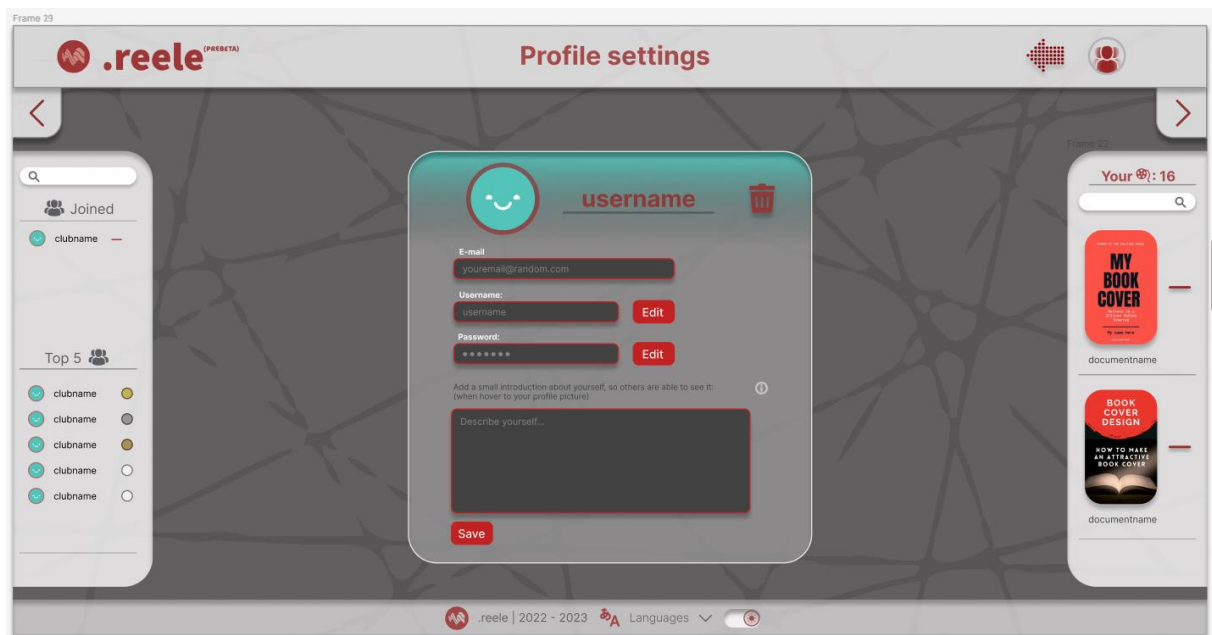 Frame 29
.reele (PREBETA)
Profile settings
Joined
clubname
Top 5
clubname
clubname
clubname
clubname
clubname
username
E-mail
youremail@random.com
Username:
username
Edit
Password:
Edit
Add a small introduction about yourself, so others are able to see it:
(when hover to your profile picture)
Describe yourself...
Save
Frame 22
Your : 16
MY
BOOK
COVER
documentname
BOOK
COVER
DESIGN
HOW TO MAKE
AN ATTRACTIVE
BOOK COVER
documentname
.reele | 2022 - 2023
Languages